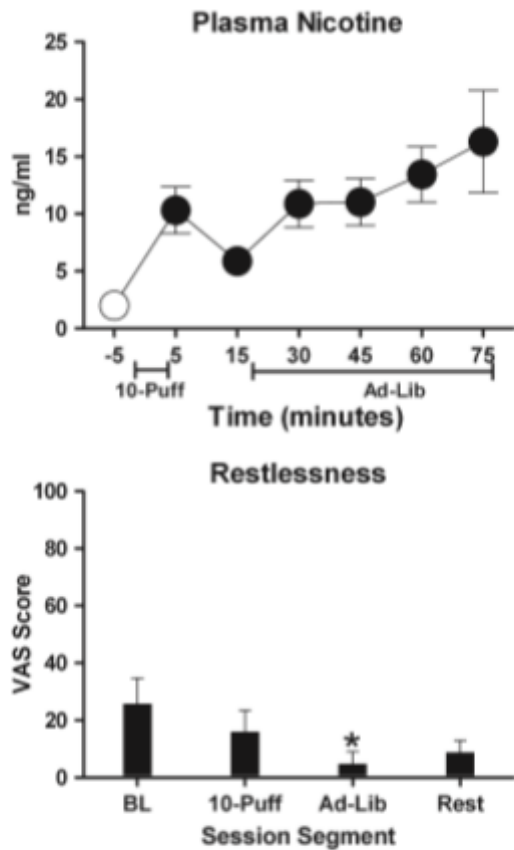 Plasma Nicotine
25
20
15
10
5
0
ng/ml
-5 5 15 30 45 60 75
10-Puff Ad-Lib
Time (minutes)
Restlessness
100
80
60
40
20
0
VAS Score
*
BL 10-Puff Ad-Lib Rest
Session Segment